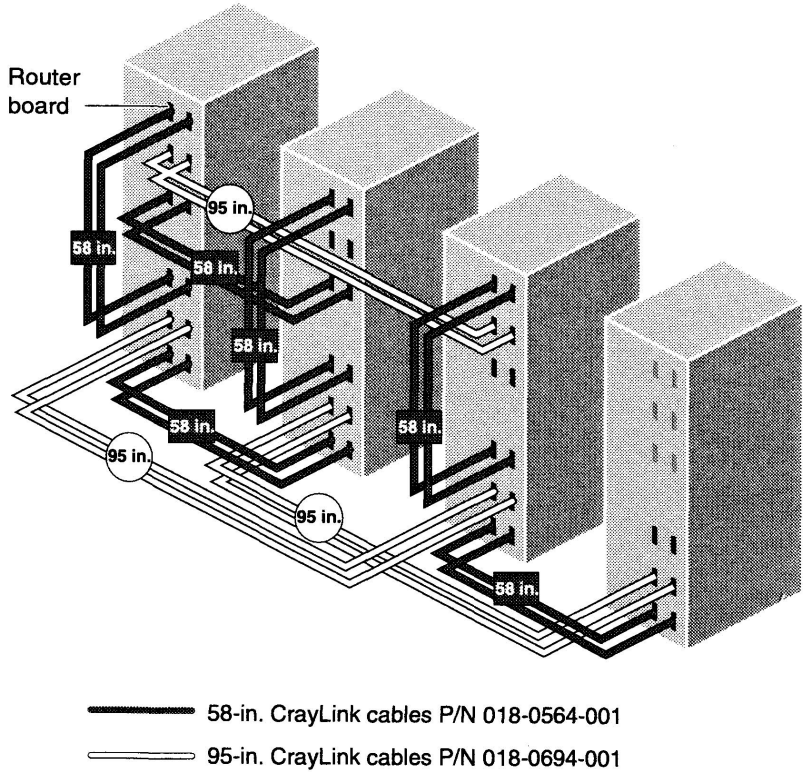 Router
board
95 in.
58 in.
58 in.
58 in.
58 in.
58 in.
95 in.
95 in.
58 in.
58-in. CrayLink cables P/N 018-0564-001
95-in. CrayLink cables P/N 018-0694-001